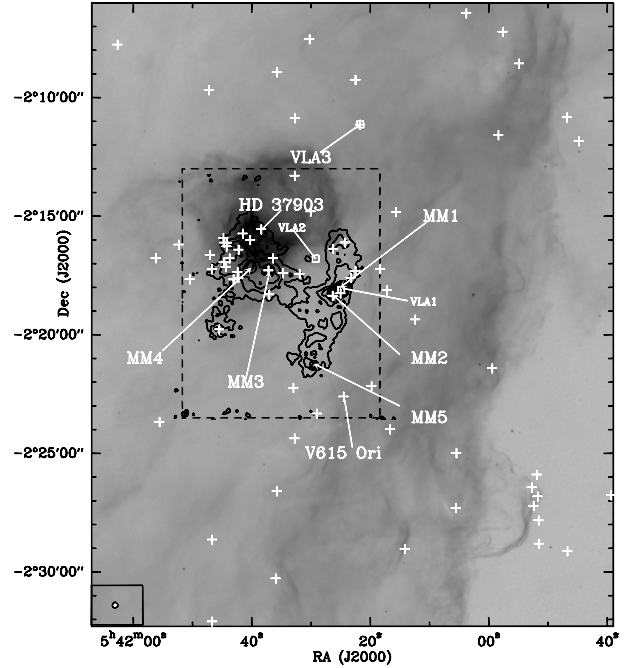 -2°10′00″
VLA3
-2°15′00″
HD 37903
VLA2
MM1
Dec (J2000)
VLA1
-2°20′00″
MM4
MM2
MM3
MM5
-2°25′00″
V615 Ori
-2°30′00″
5ʰ42ᵐ00ˢ 40ˢ 20ˢ 00ˢ 40ˢ
RA (J2000)